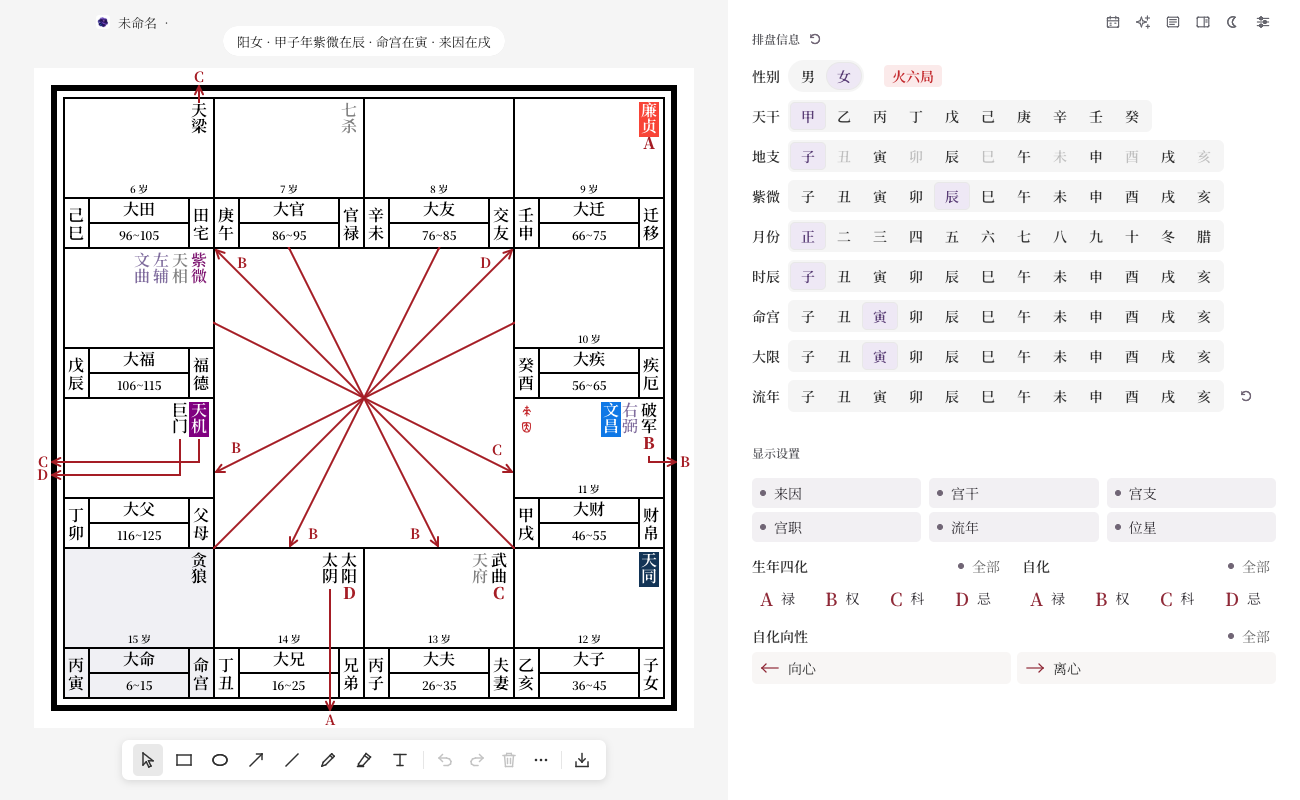 未命名 ·
阳女 · 甲子年紫微在辰 · 命宫在寅 · 来因在戌
C
天梁
6 岁
己巳
大田
96~105
田宅
七杀
7 岁
庚午
大官
86~95
官禄
8 岁
辛未
大友
76~85
交友
廉贞
A
9 岁
壬申
大迁
66~75
迁移
文曲
左辅
天相
紫微
戊辰
大福
106~115
福德
B
D
10 岁
癸酉
大疾
56~65
疾厄
巨门
天机
C
D
丁卯
大父
116~125
父母
B
C
B
B
文昌
右弼
破军
B
B
11 岁
甲戌
大财
46~55
财帛
贪狼
15 岁
丙寅
大命
6~15
命宫
太阴
太阳
D
14 岁
丁丑
大兄
16~25
兄弟
A
天府
武曲
C
13 岁
丙子
大夫
26~35
夫妻
天同
12 岁
乙亥
大子
36~45
子女
排盘信息
性别 男 女 火六局
天干 甲 乙 丙 丁 戊 己 庚 辛 壬 癸
地支 子 丑 寅 卯 辰 巳 午 未 申 酉 戌 亥
紫微 子 丑 寅 卯 辰 巳 午 未 申 酉 戌 亥
月份 正 二 三 四 五 六 七 八 九 十 冬 腊
时辰 子 丑 寅 卯 辰 巳 午 未 申 酉 戌 亥
命宫 子 丑 寅 卯 辰 巳 午 未 申 酉 戌 亥
大限 子 丑 寅 卯 辰 巳 午 未 申 酉 戌 亥
流年 子 丑 寅 卯 辰 巳 午 未 申 酉 戌 亥
显示设置
来因 宫干 宫支
宫职 流年 位星
生年四化 全部 自化 全部
A 禄 B 权 C 科 D 忌 A 禄 B 权 C 科 D 忌
自化向性 全部
向心 离心